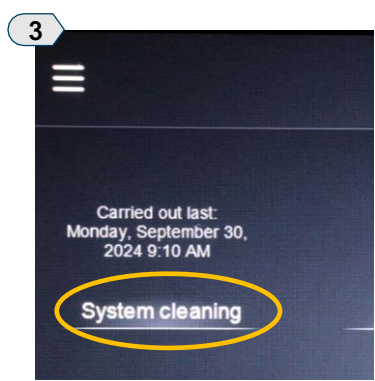 3
Carried out last:
Monday, September 30,
2024 9:10 AM
System cleaning